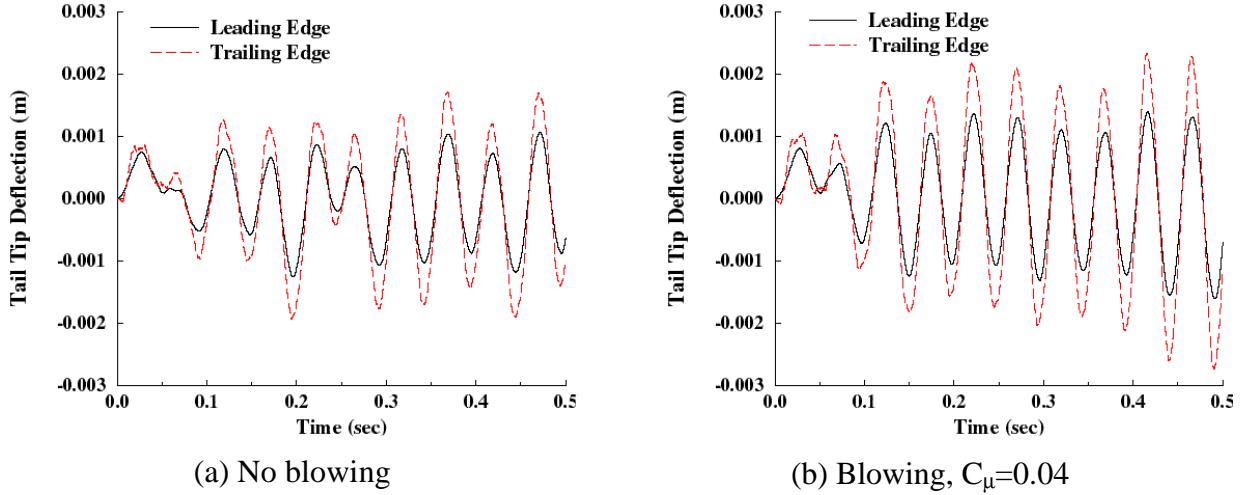 Leading Edge
Trailing Edge
Tail Tip Deflection (m)
0.003
0.002
0.001
0.000
-0.001
-0.002
-0.003
0.0 0.1 0.2 0.3 0.4 0.5
Time (sec)
(a) No blowing
Leading Edge
Trailing Edge
Tail Tip Deflection (m)
0.003
0.002
0.001
0.000
-0.001
-0.002
-0.003
0.0 0.1 0.2 0.3 0.4 0.5
Time (sec)
(b) Blowing, Cμ=0.04